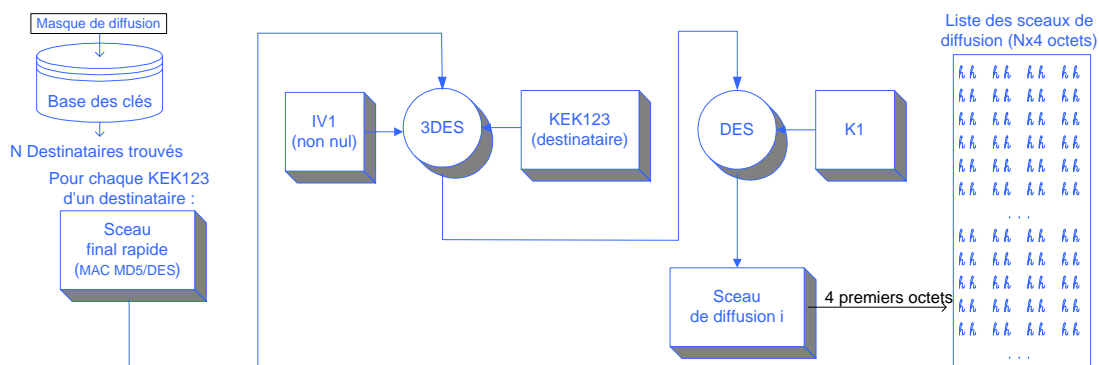 Masque de diffusion
Base des clés
N Destinataires trouvés
Pour chaque KEK123
d'un destinataire :
Sceau
final rapide
(MAC MD5/DES)
IV1
(non nul)
3DES
KEK123
(destinataire)
DES
K1
Sceau
de diffusion i
4 premiers octets
Liste des sceaux de
diffusion (Nx4 octets)
h h h h h h h h
h h h h h h h h
h h h h h h h h
h h h h h h h h
h h h h h h h h
h h h h h h h h
. . .
h h h h h h h h
h h h h h h h h
h h h h h h h h
h h h h h h h h
h h h h h h h h
. . .